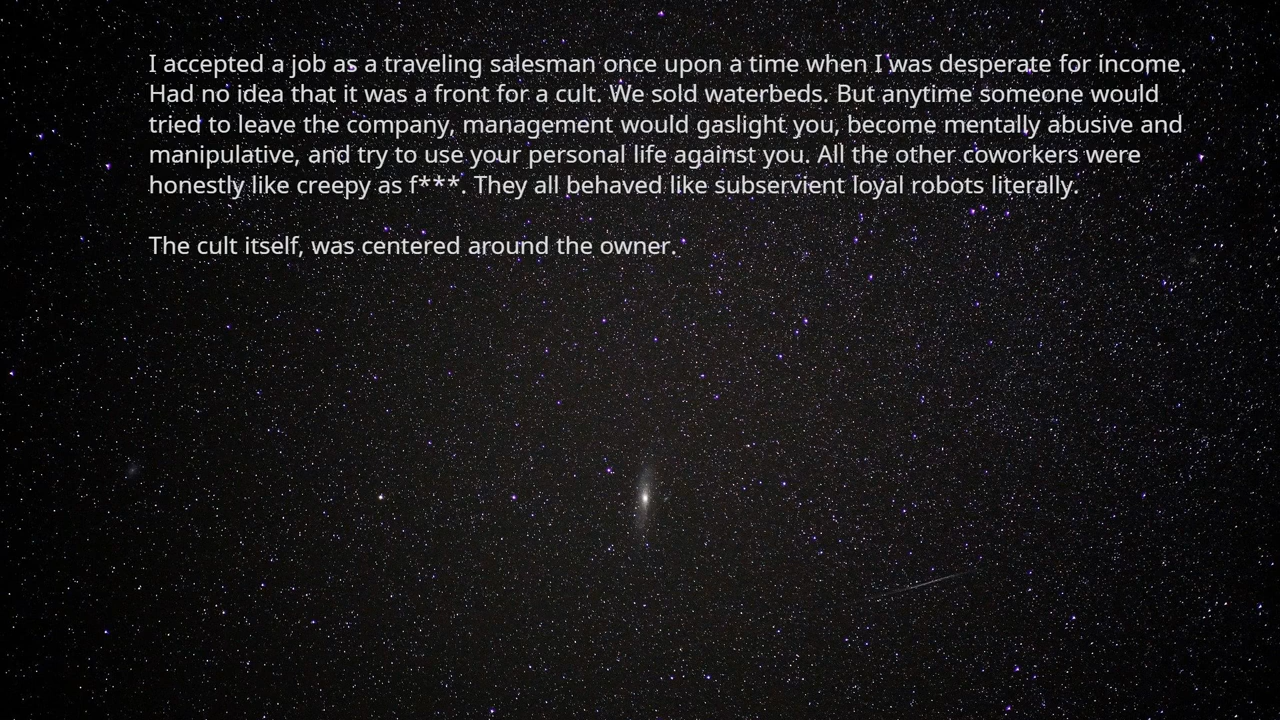 I accepted a job as a traveling salesman once upon a time when I was desperate for income.
Had no idea that it was a front for a cult. We sold waterbeds. But anytime someone would
tried to leave the company, management would gaslight you, become mentally abusive and
manipulative, and try to use your personal life against you. All the other coworkers were
honestly like creepy as f***. They all behaved like subservient loyal robots literally.
The cult itself, was centered around the owner.